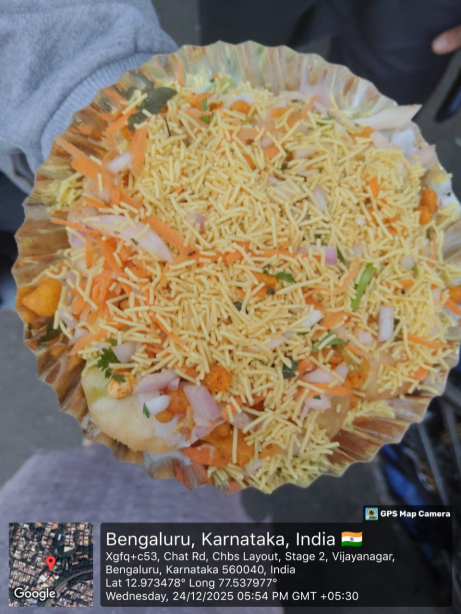 GPS Map Camera
Bengaluru, Karnataka, India 🇮🇳
Xgfq+c53, Chat Rd, Chbs Layout, Stage 2, Vijayanagar,
Bengaluru, Karnataka 560040, India
Lat 12.973478° Long 77.537977°
Wednesday, 24/12/2025 05:54 PM GMT +05:30
Google